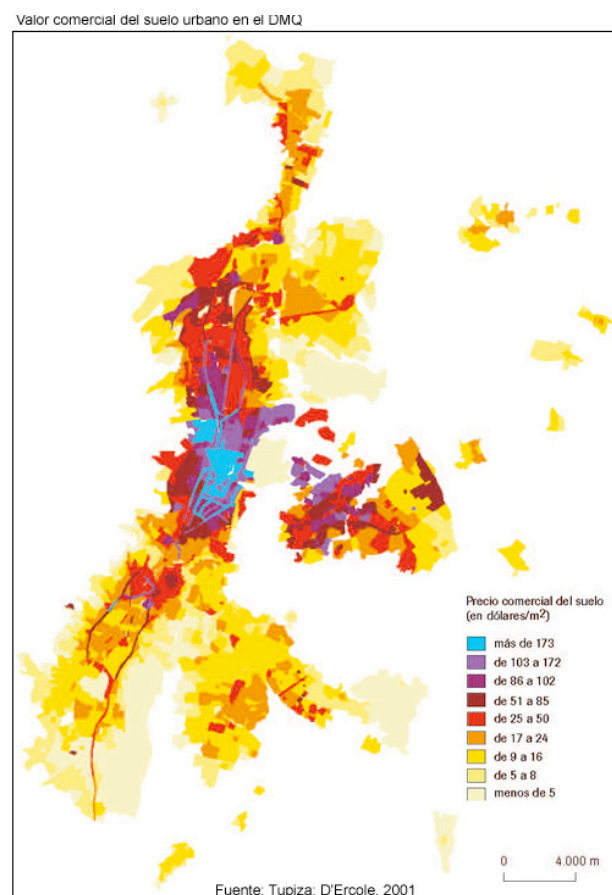 Valor comercial del suelo urbano en el DMQ
Precio comercial del suelo
(en dólares/m²)
más de 173
de 103 a 172
de 86 a 102
de 51 a 85
de 25 a 50
de 17 a 24
de 9 a 16
de 5 a 8
menos de 5
0 4.000 m
Fuente: Tupiza; D'Ercole, 2001